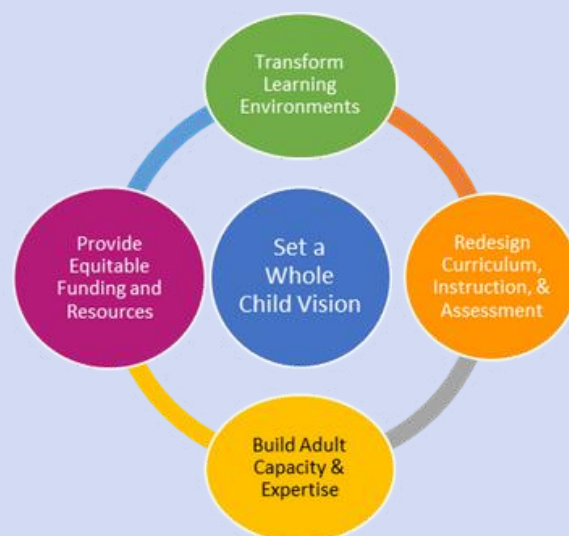 Transform
Learning
Environments
Provide
Equitable
Funding and
Resources
Set a
Whole
Child Vision
Redesign
Curriculum,
Instruction, &
Assessment
Build Adult
Capacity &
Expertise